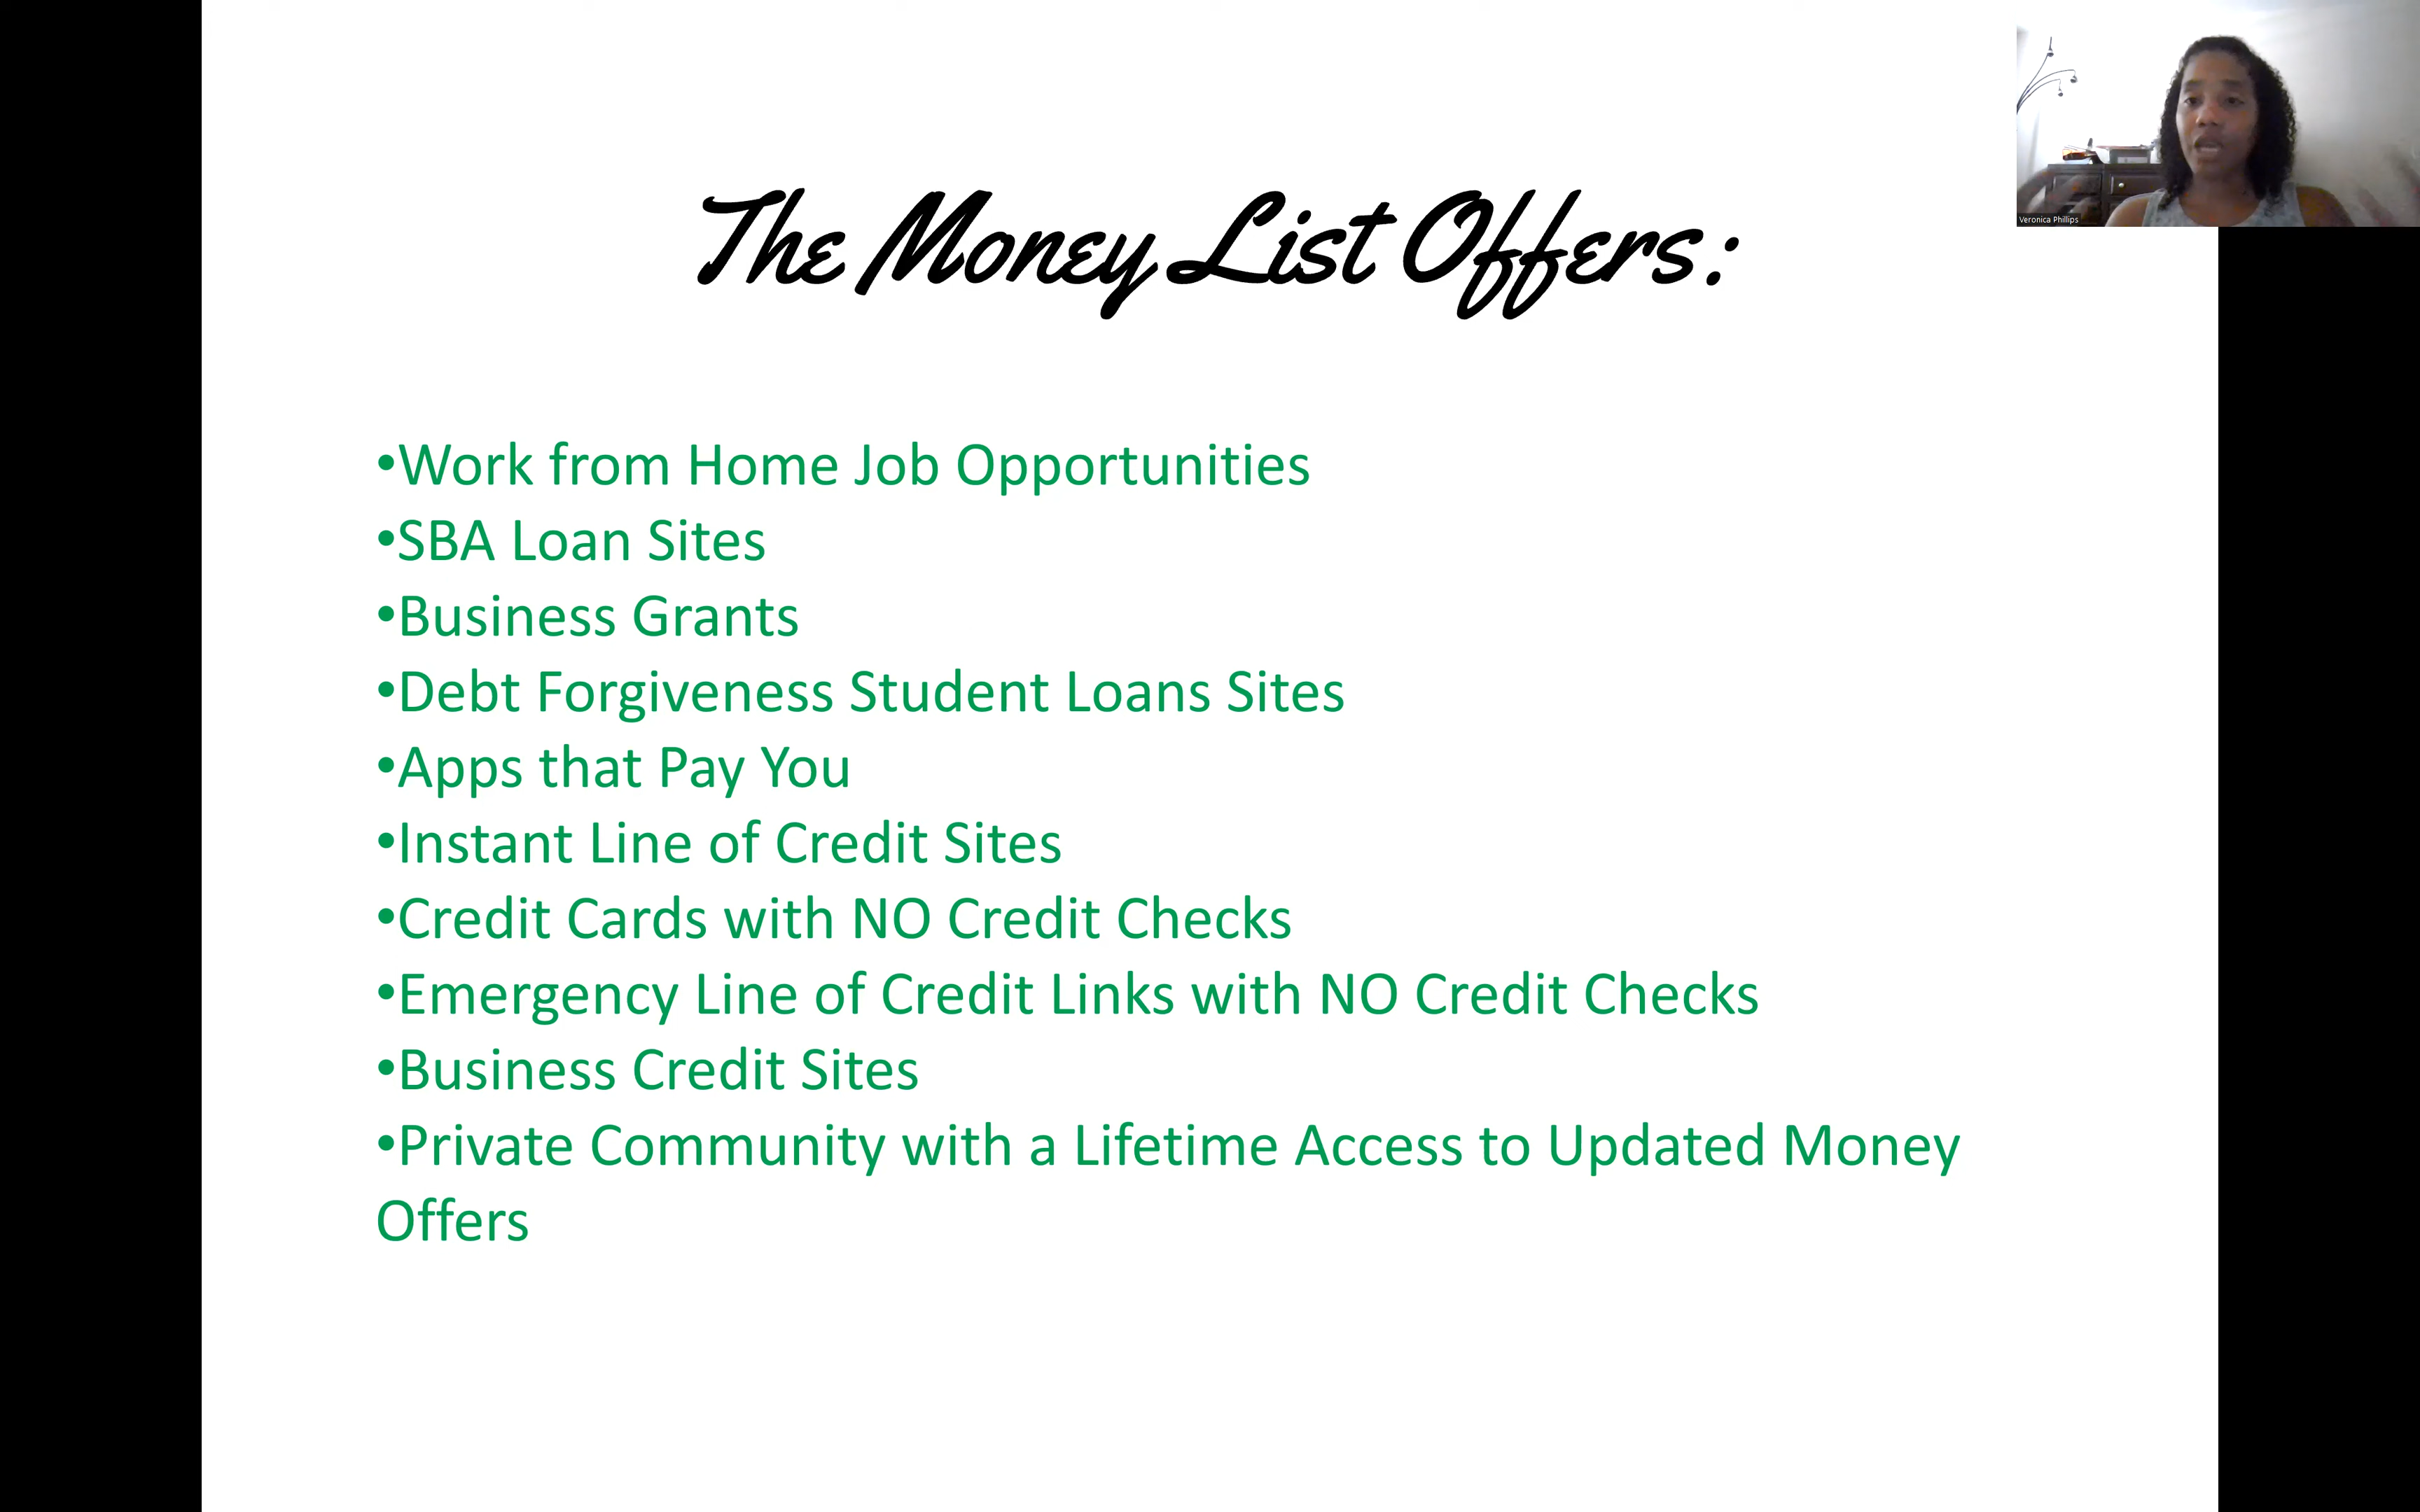 Veronica Phillips
The Money List Offers:
•Work from Home Job Opportunities
•SBA Loan Sites
•Business Grants
•Debt Forgiveness Student Loans Sites
•Apps that Pay You
•Instant Line of Credit Sites
•Credit Cards with NO Credit Checks
•Emergency Line of Credit Links with NO Credit Checks
•Business Credit Sites
•Private Community with a Lifetime Access to Updated Money
Offers